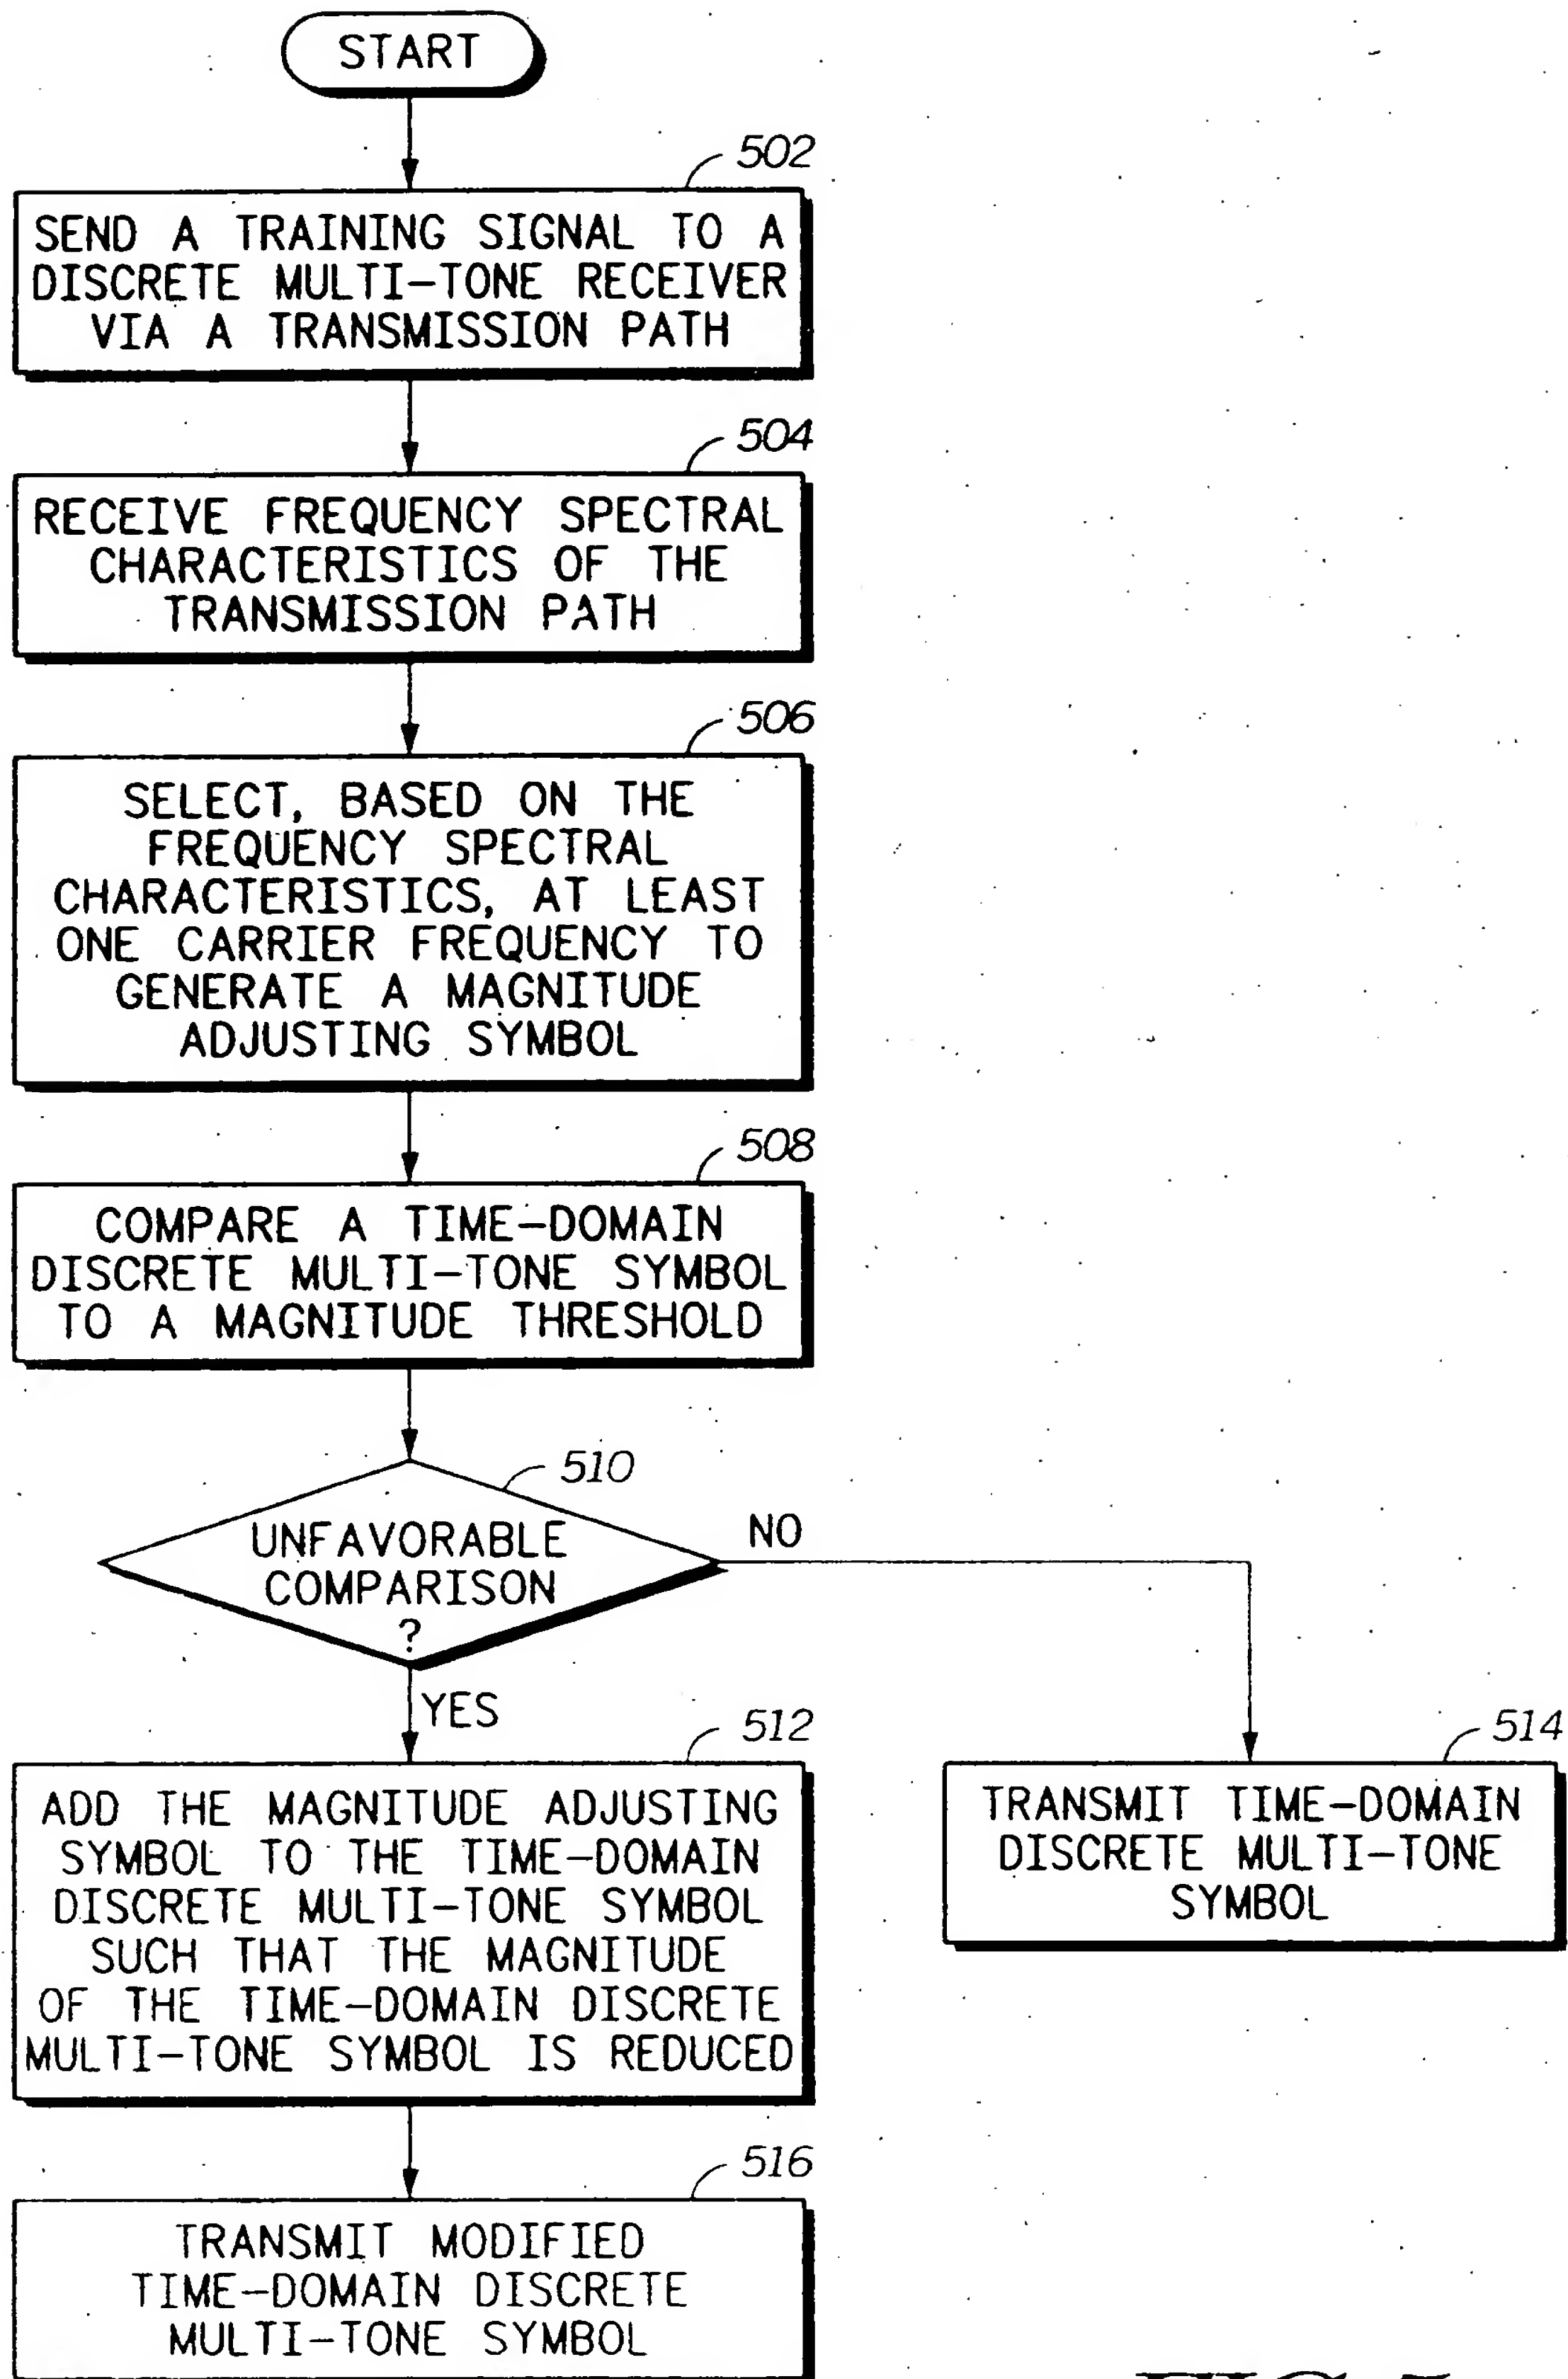 START
502
SEND A TRAINING SIGNAL TO A
DISCRETE MULTI-TONE RECEIVER
VIA A TRANSMISSION PATH
504
RECEIVE FREQUENCY SPECTRAL
CHARACTERISTICS OF THE
TRANSMISSION PATH
506
SELECT, BASED ON THE
FREQUENCY SPECTRAL
CHARACTERISTICS, AT LEAST
ONE CARRIER FREQUENCY TO
GENERATE A MAGNITUDE
ADJUSTING SYMBOL
508
COMPARE A TIME-DOMAIN
DISCRETE MULTI-TONE SYMBOL
TO A MAGNITUDE THRESHOLD
510
UNFAVORABLE
COMPARISON
?
NO
YES
512
ADD THE MAGNITUDE ADJUSTING
SYMBOL TO THE TIME-DOMAIN
DISCRETE MULTI-TONE SYMBOL
SUCH THAT THE MAGNITUDE
OF THE TIME-DOMAIN DISCRETE
MULTI-TONE SYMBOL IS REDUCED
514
TRANSMIT TIME-DOMAIN
DISCRETE MULTI-TONE
SYMBOL
516
TRANSMIT MODIFIED
TIME-DOMAIN DISCRETE
MULTI-TONE SYMBOL